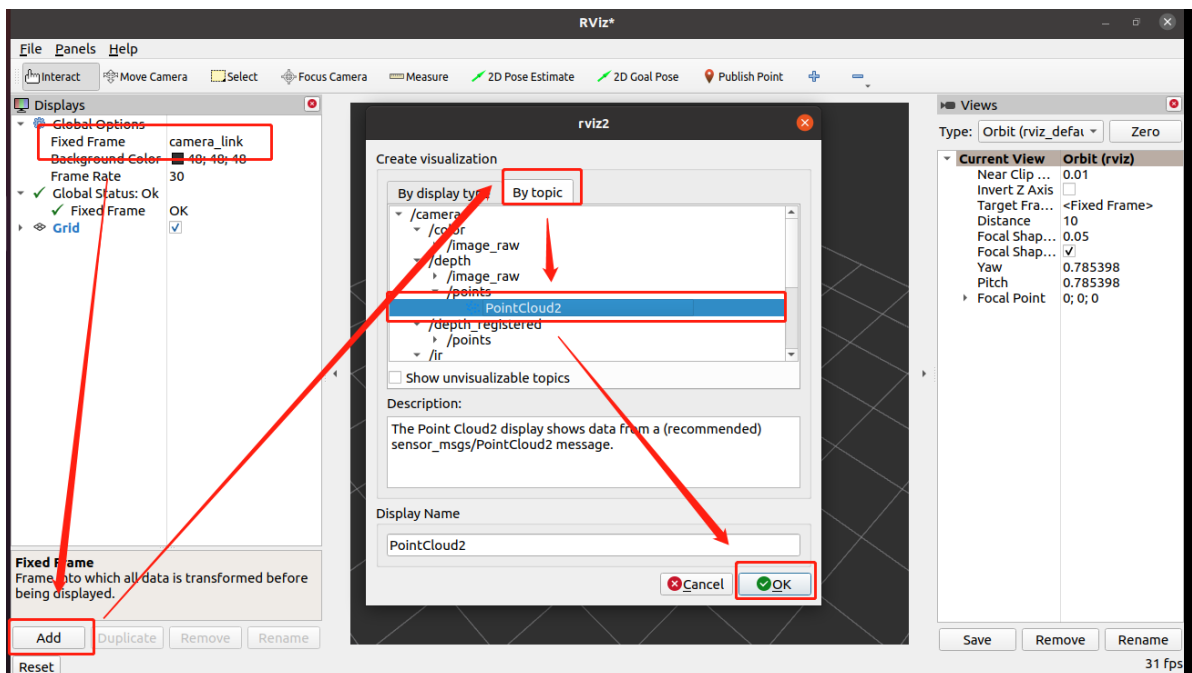 RViz*
File Panels Help
Interact Move Camera Select Focus Camera Measure 2D Pose Estimate 2D Goal Pose Publish Point
Displays
Global Options
Fixed Frame camera_link
Background Color 48; 48; 48
Frame Rate 30
Global Status: Ok
Fixed Frame OK
Grid
Fixed Frame
Frame into which all data is transformed before
being displayed.
Add Duplicate Remove Rename
Reset
rviz2
Create visualization
By display type By topic
/camera
/color
/image_raw
/depth
/image_raw
/points
PointCloud2
/depth_registered
/points
/ir
Show unvisualizable topics
Description:
The Point Cloud2 display shows data from a (recommended)
sensor_msgs/PointCloud2 message.
Display Name
PointCloud2
Cancel OK
Views
Type: Orbit (rviz_defau Zero
Current View Orbit (rviz)
Near Clip ... 0.01
Invert Z Axis
Target Fra... <Fixed Frame>
Distance 10
Focal Shap... 0.05
Focal Shap...
Yaw 0.785398
Pitch 0.785398
Focal Point 0; 0; 0
Save Remove Rename
31 fps